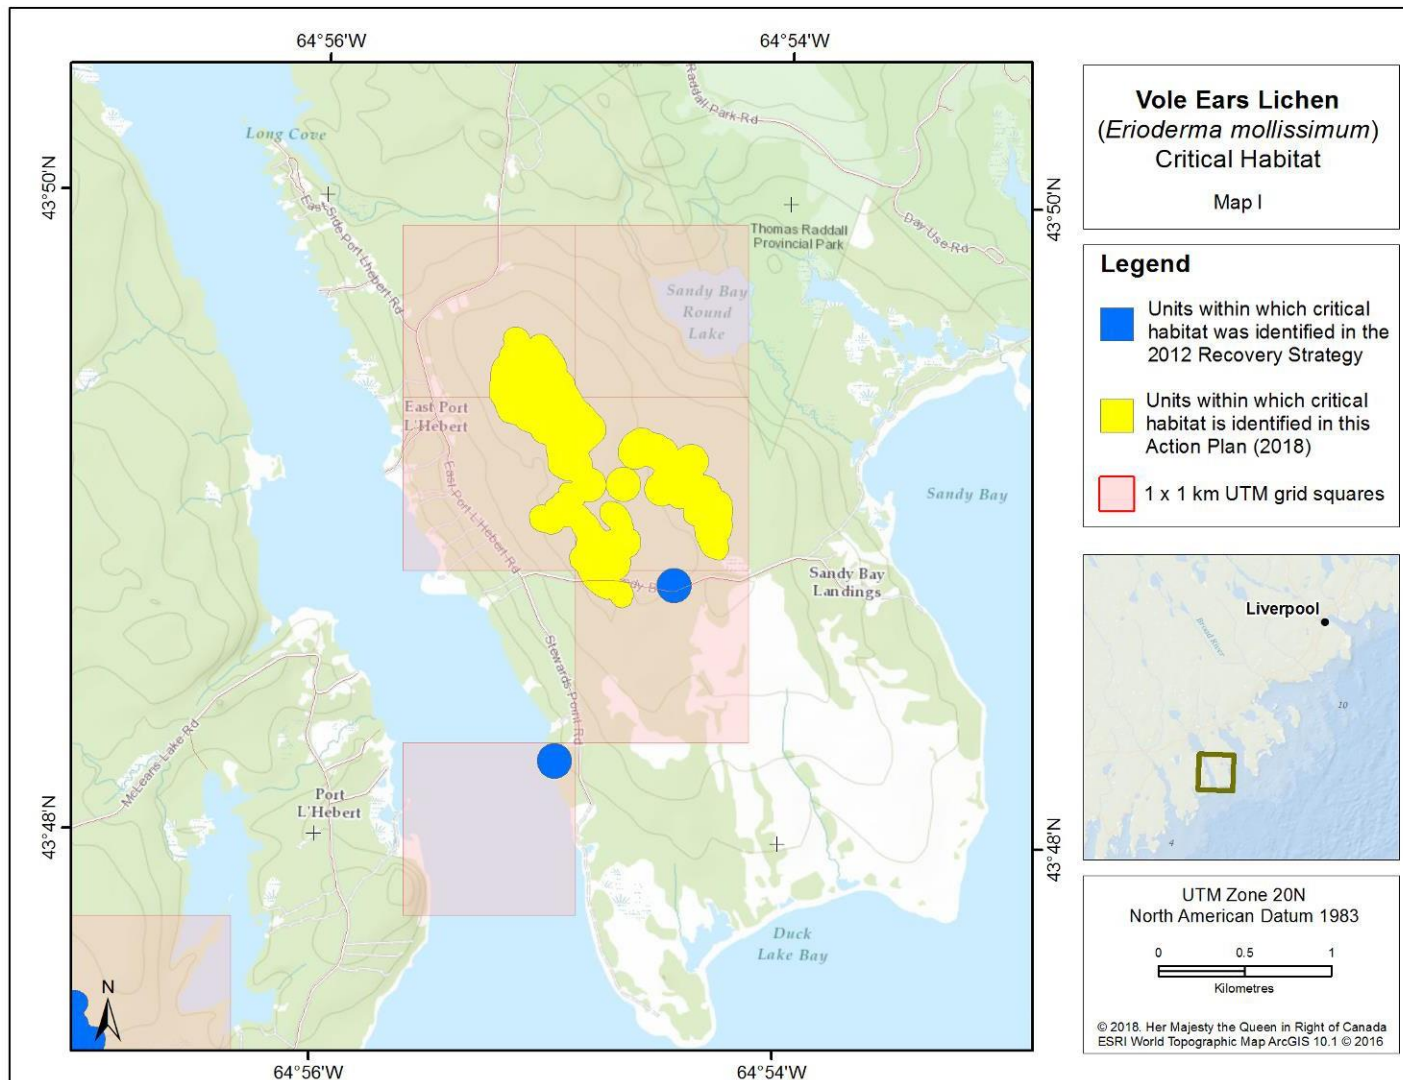 64°56'W
64°54'W
43°50'N
43°50'N
43°48'N
43°48'N
64°56'W
64°54'W
Long Cove
East Side Port Lhebert Rd
Raddall Park Rd
Day Use Rd
Thomas Raddall
Provincial Park
Sandy Bay
Round
Lake
East Port
L'Hebert
East Port L'Hebert Rd
Sandy Bay
Sandy Bay
Landings
Stewards Point Rd
McLeans Lake Rd
Port
L'Hebert
Duck
Lake Bay
N
Vole Ears Lichen
(Erioderma mollissimum)
Critical Habitat
Map I
Legend
Units within which critical
habitat was identified in the
2012 Recovery Strategy
Units within which critical
habitat is identified in this
Action Plan (2018)
1 x 1 km UTM grid squares
Liverpool
Broad River
10
4
UTM Zone 20N
North American Datum 1983
0 0.5 1
Kilometres
© 2018. Her Majesty the Queen in Right of Canada
ESRI World Topographic Map ArcGIS 10.1 © 2016